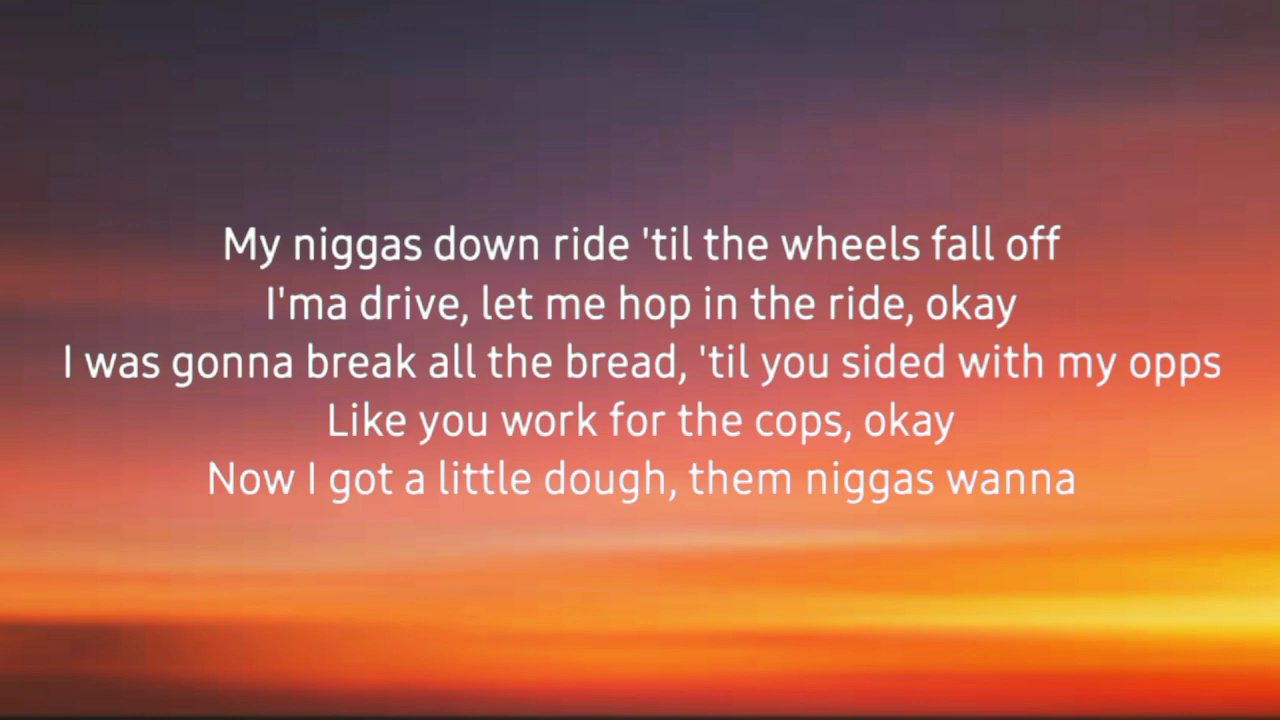 My niggas down ride 'til the wheels fall off
I'ma drive, let me hop in the ride, okay
I was gonna break all the bread, 'til you sided with my opps
Like you work for the cops, okay
Now I got a little dough, them niggas wanna